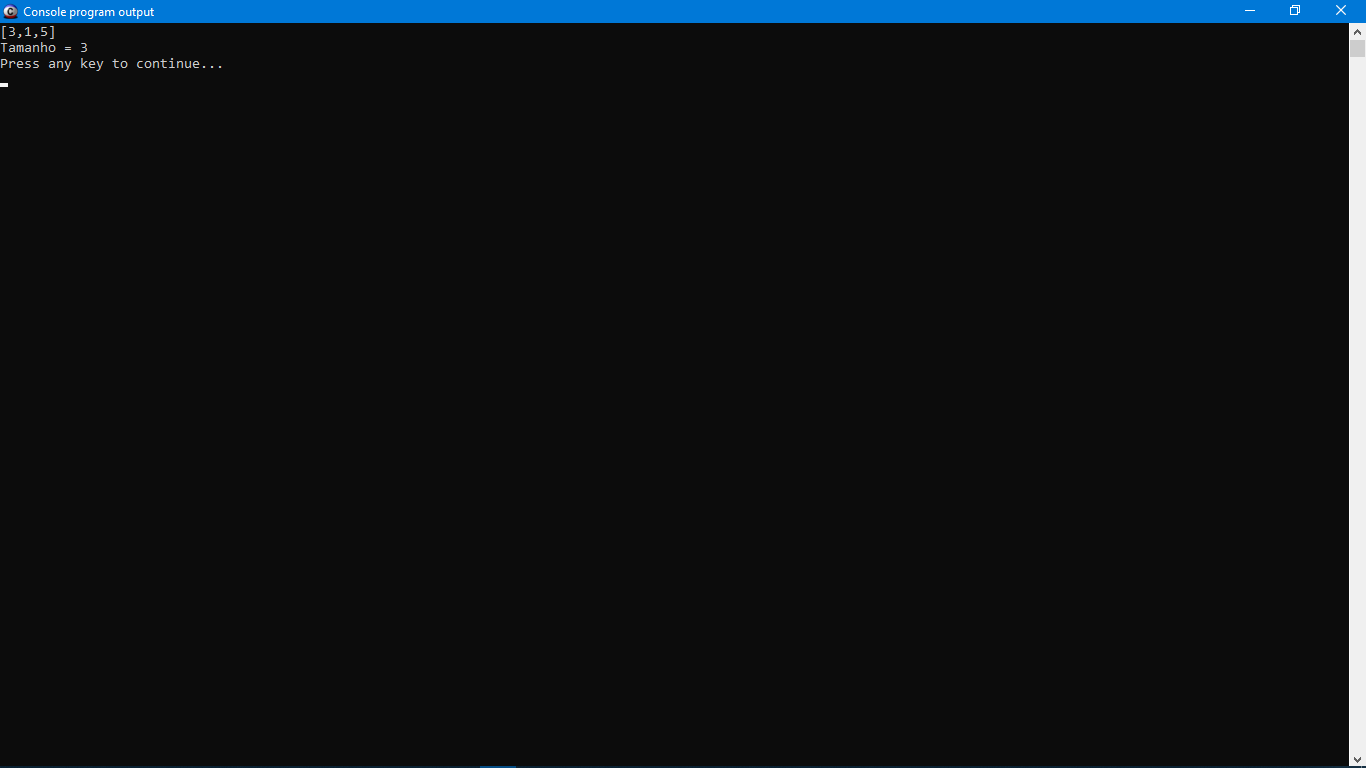 Console program output
[3,1,5]
Tamanho = 3
Press any key to continue...